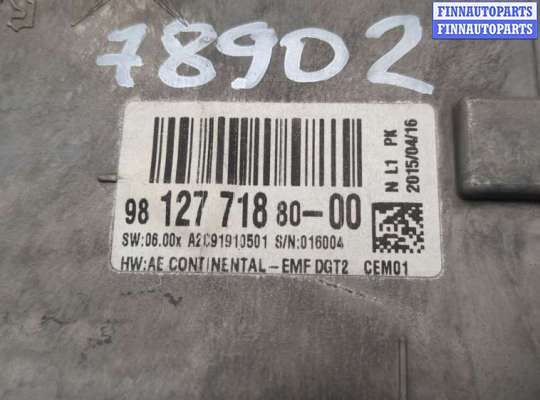 FINNAUTOPARTS
FINNAUTOPARTS
78902
N L1 PK
2015/04/16
98 127 718 80-00
SW:06.00x A2C91910501 S/N:016004
HW:AE CONTINENTAL-EMF DGT2 CEM01